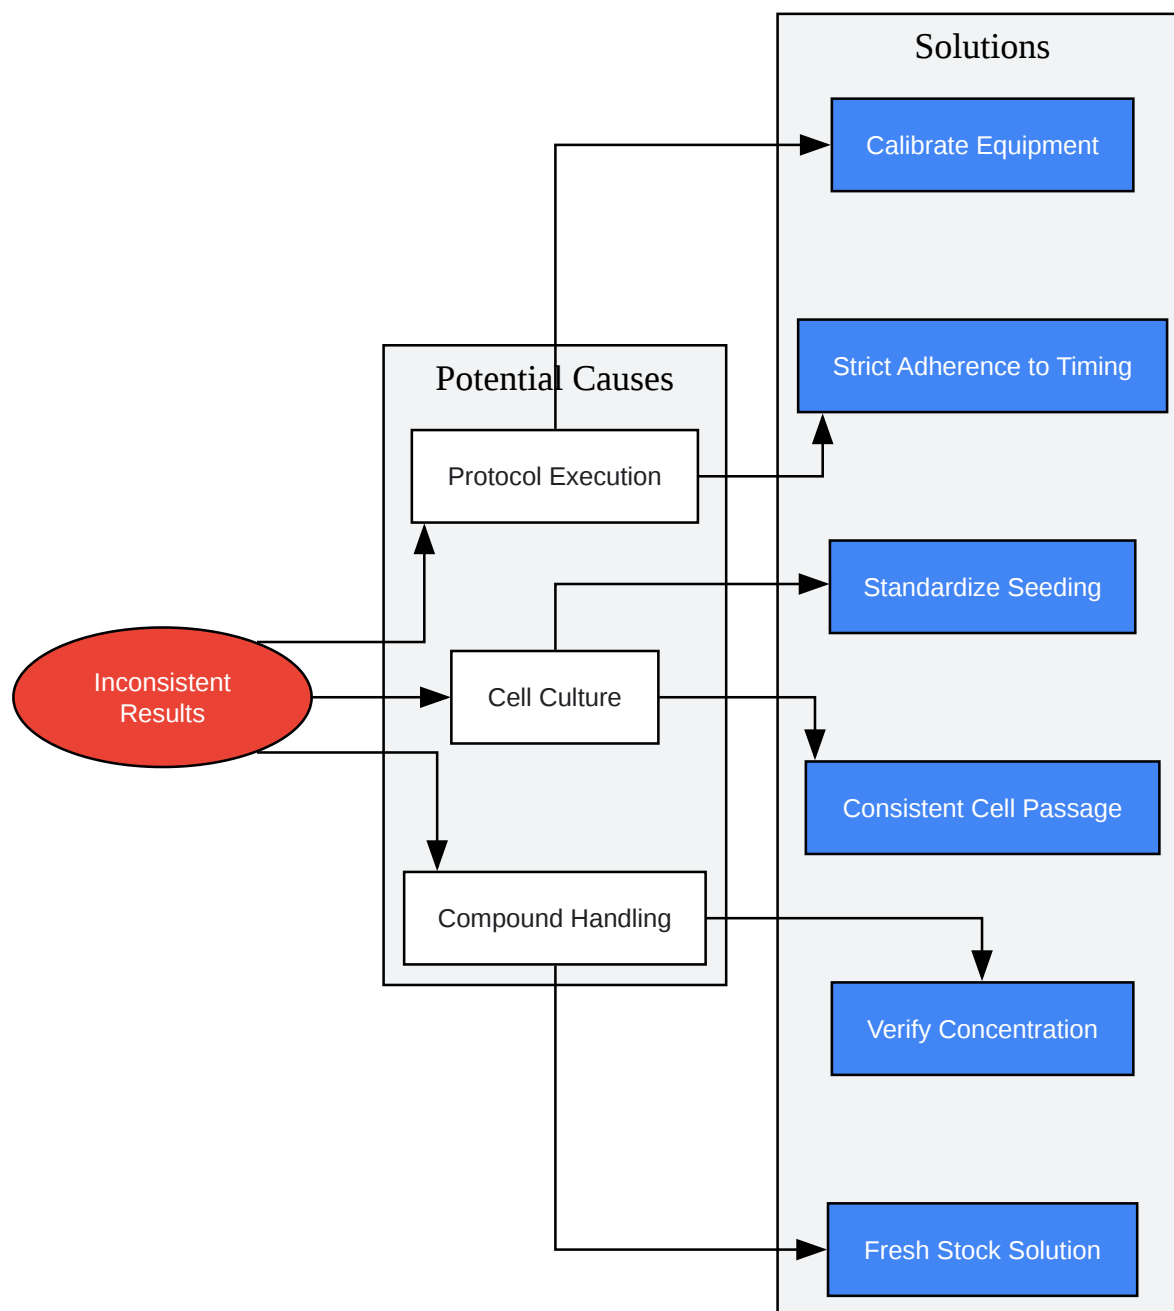 Solutions
Calibrate Equipment
Strict Adherence to Timing
Potential Causes
Protocol Execution
Standardize Seeding
Inconsistent
Results
Cell Culture
Consistent Cell Passage
Compound Handling
Verify Concentration
Fresh Stock Solution